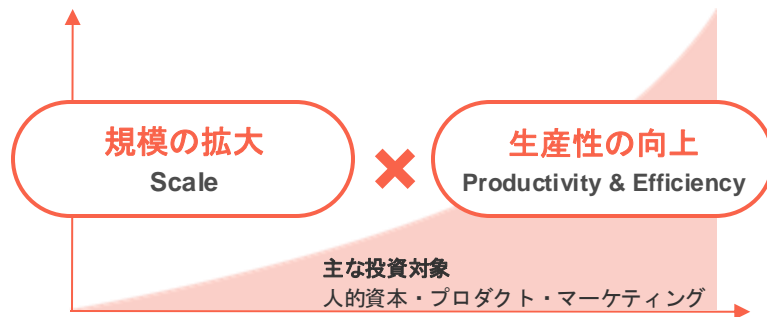 規模の拡大
Scale
×
生産性の向上
Productivity & Efficiency
主な投資対象
人的資本・プロダクト・マーケティング